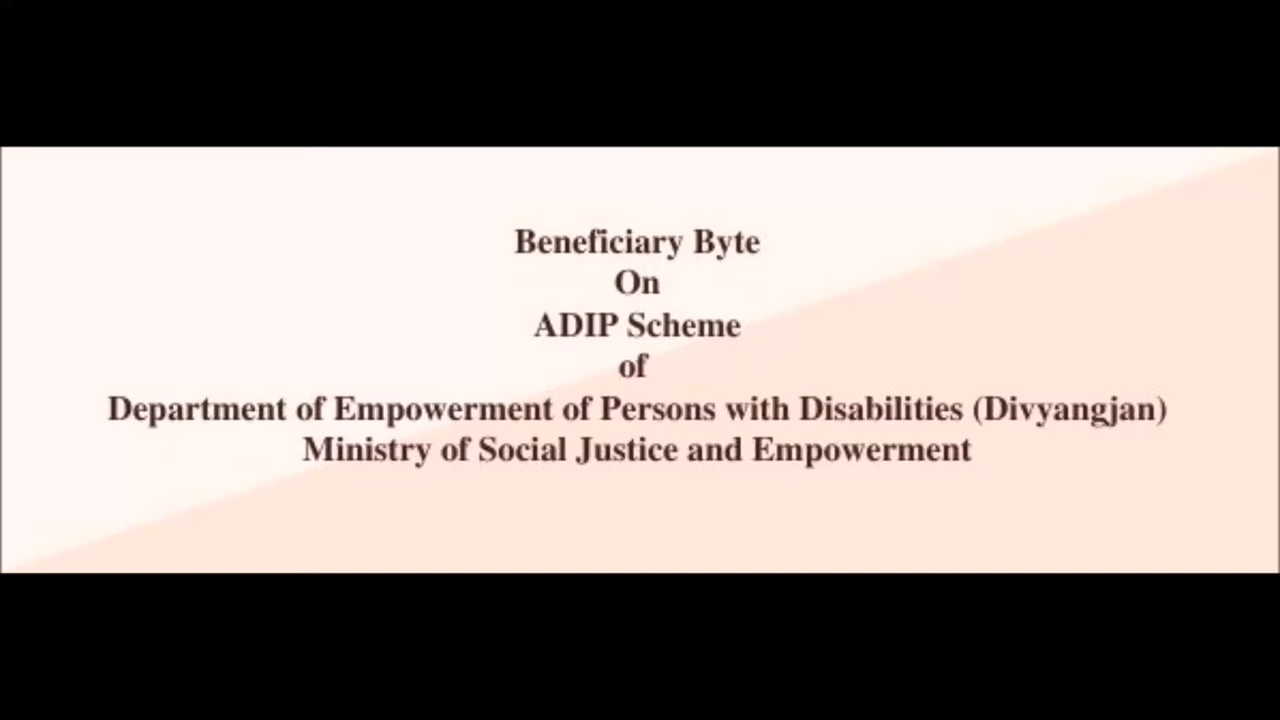 Beneficiary Byte
On
ADIP Scheme
of
Department of Empowerment of Persons with Disabilities (Divyangjan)
Ministry of Social Justice and Empowerment